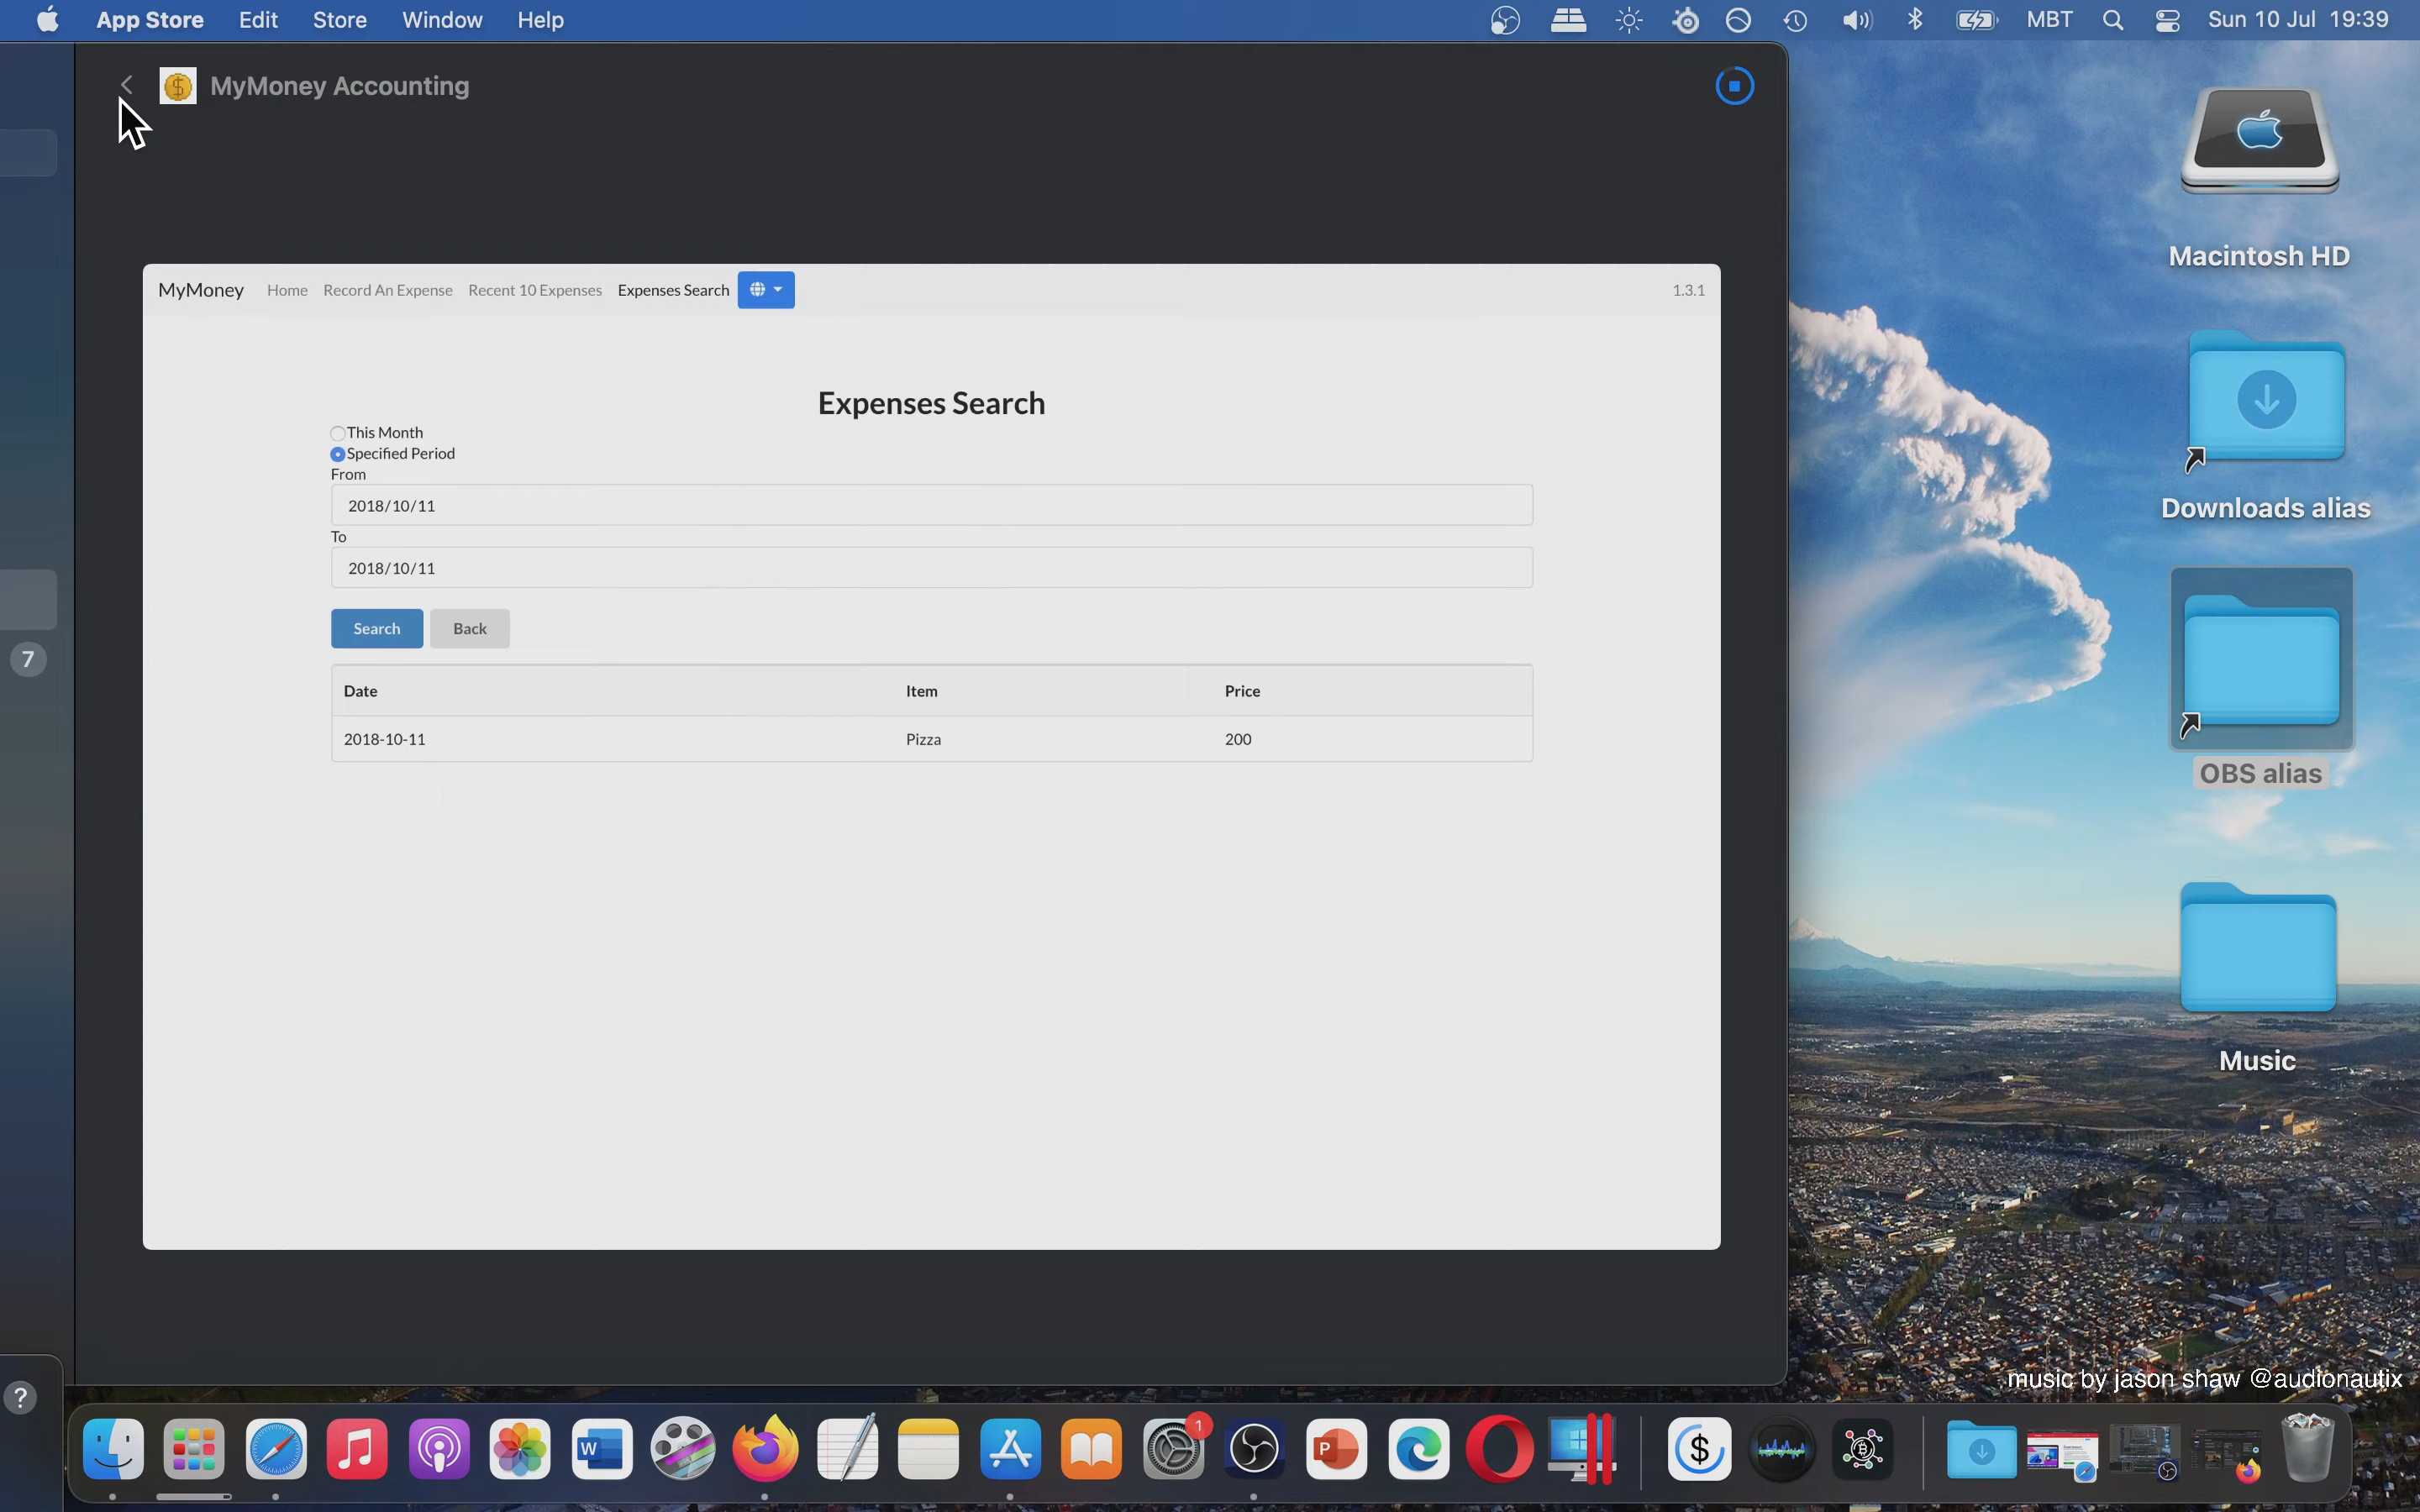 App Store Edit Store Window Help MBT Sun 10 Jul 19:39
MyMoney Accounting
MyMoney Home Record An Expense Recent 10 Expenses Expenses Search 1.3.1
Expenses Search
This Month
Specified Period
From
2018/10/11
To
2018/10/11
Search Back
Date Item Price
2018-10-11 Pizza 200
7
Macintosh HD
Downloads alias
OBS alias
Music
music by jason shaw @audionautix
?
W
1
P
$